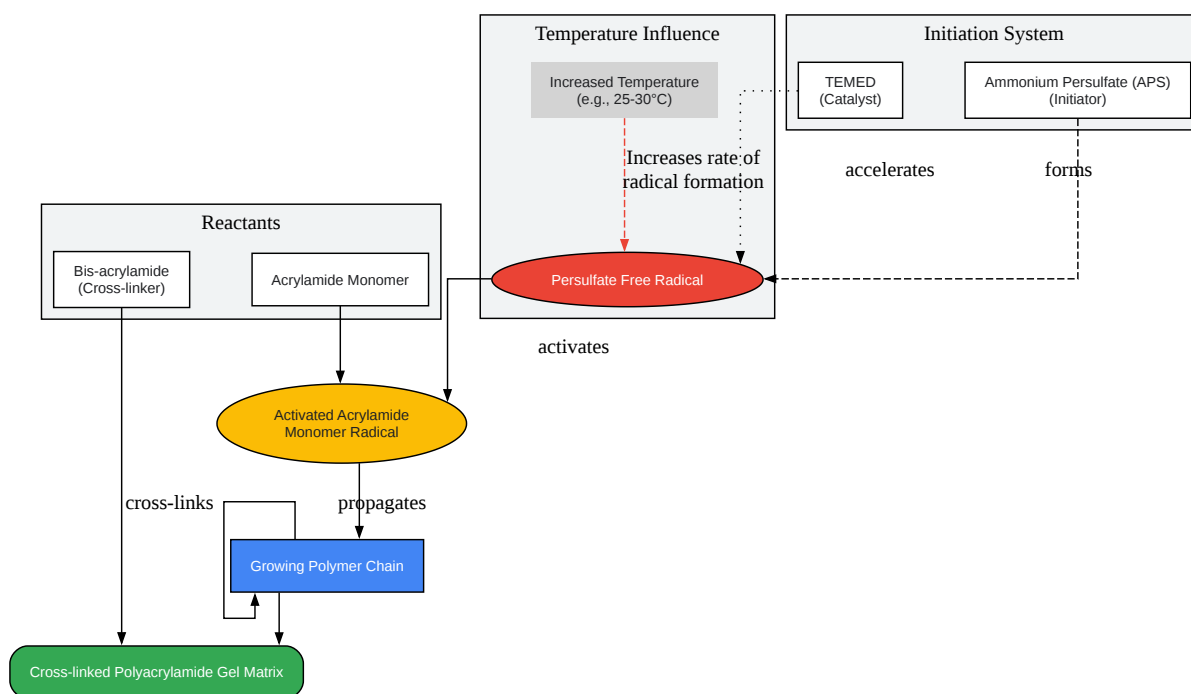 Temperature Influence
Initiation System
Increased Temperature
(e.g., 25-30°C)
TEMED
(Catalyst)
Ammonium Persulfate (APS)
(Initiator)
Increases rate of
radical formation
accelerates
forms
Reactants
Bis-acrylamide
(Cross-linker)
Acrylamide Monomer
Persulfate Free Radical
activates
Activated Acrylamide
Monomer Radical
cross-links
propagates
Growing Polymer Chain
Cross-linked Polyacrylamide Gel Matrix